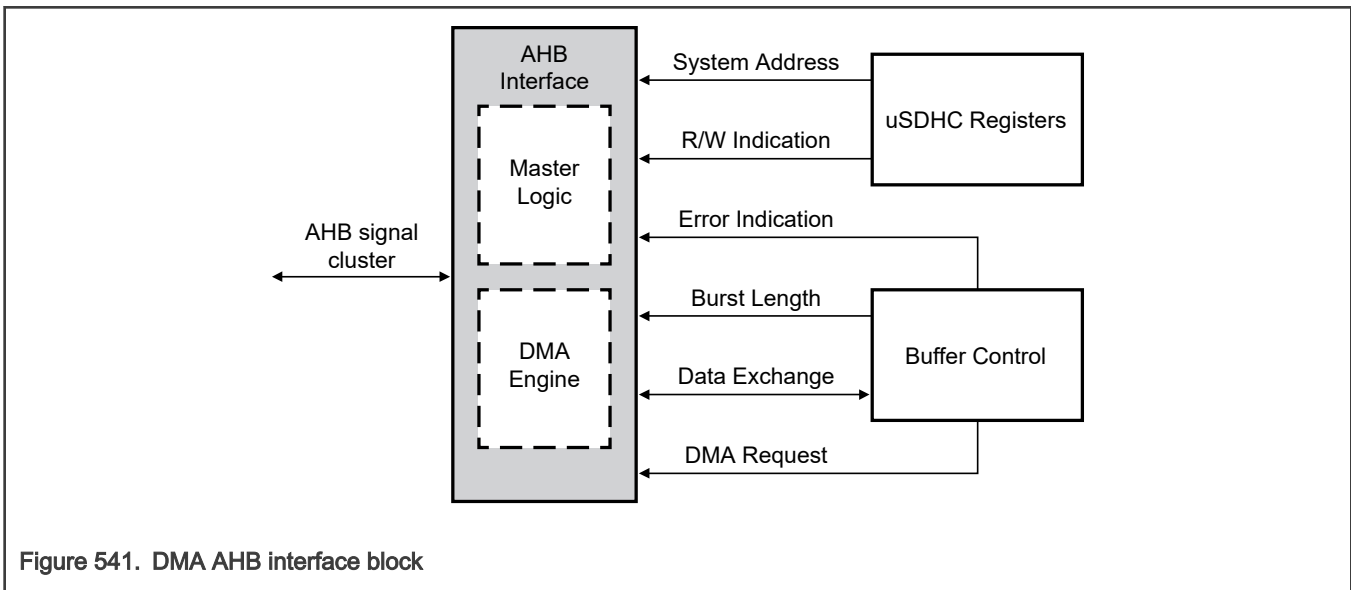 AHB
Interface
Master
Logic
DMA
Engine
AHB signal
cluster
System Address
R/W Indication
Error Indication
Burst Length
Data Exchange
DMA Request
uSDHC Registers
Buffer Control
Figure 541. DMA AHB interface block